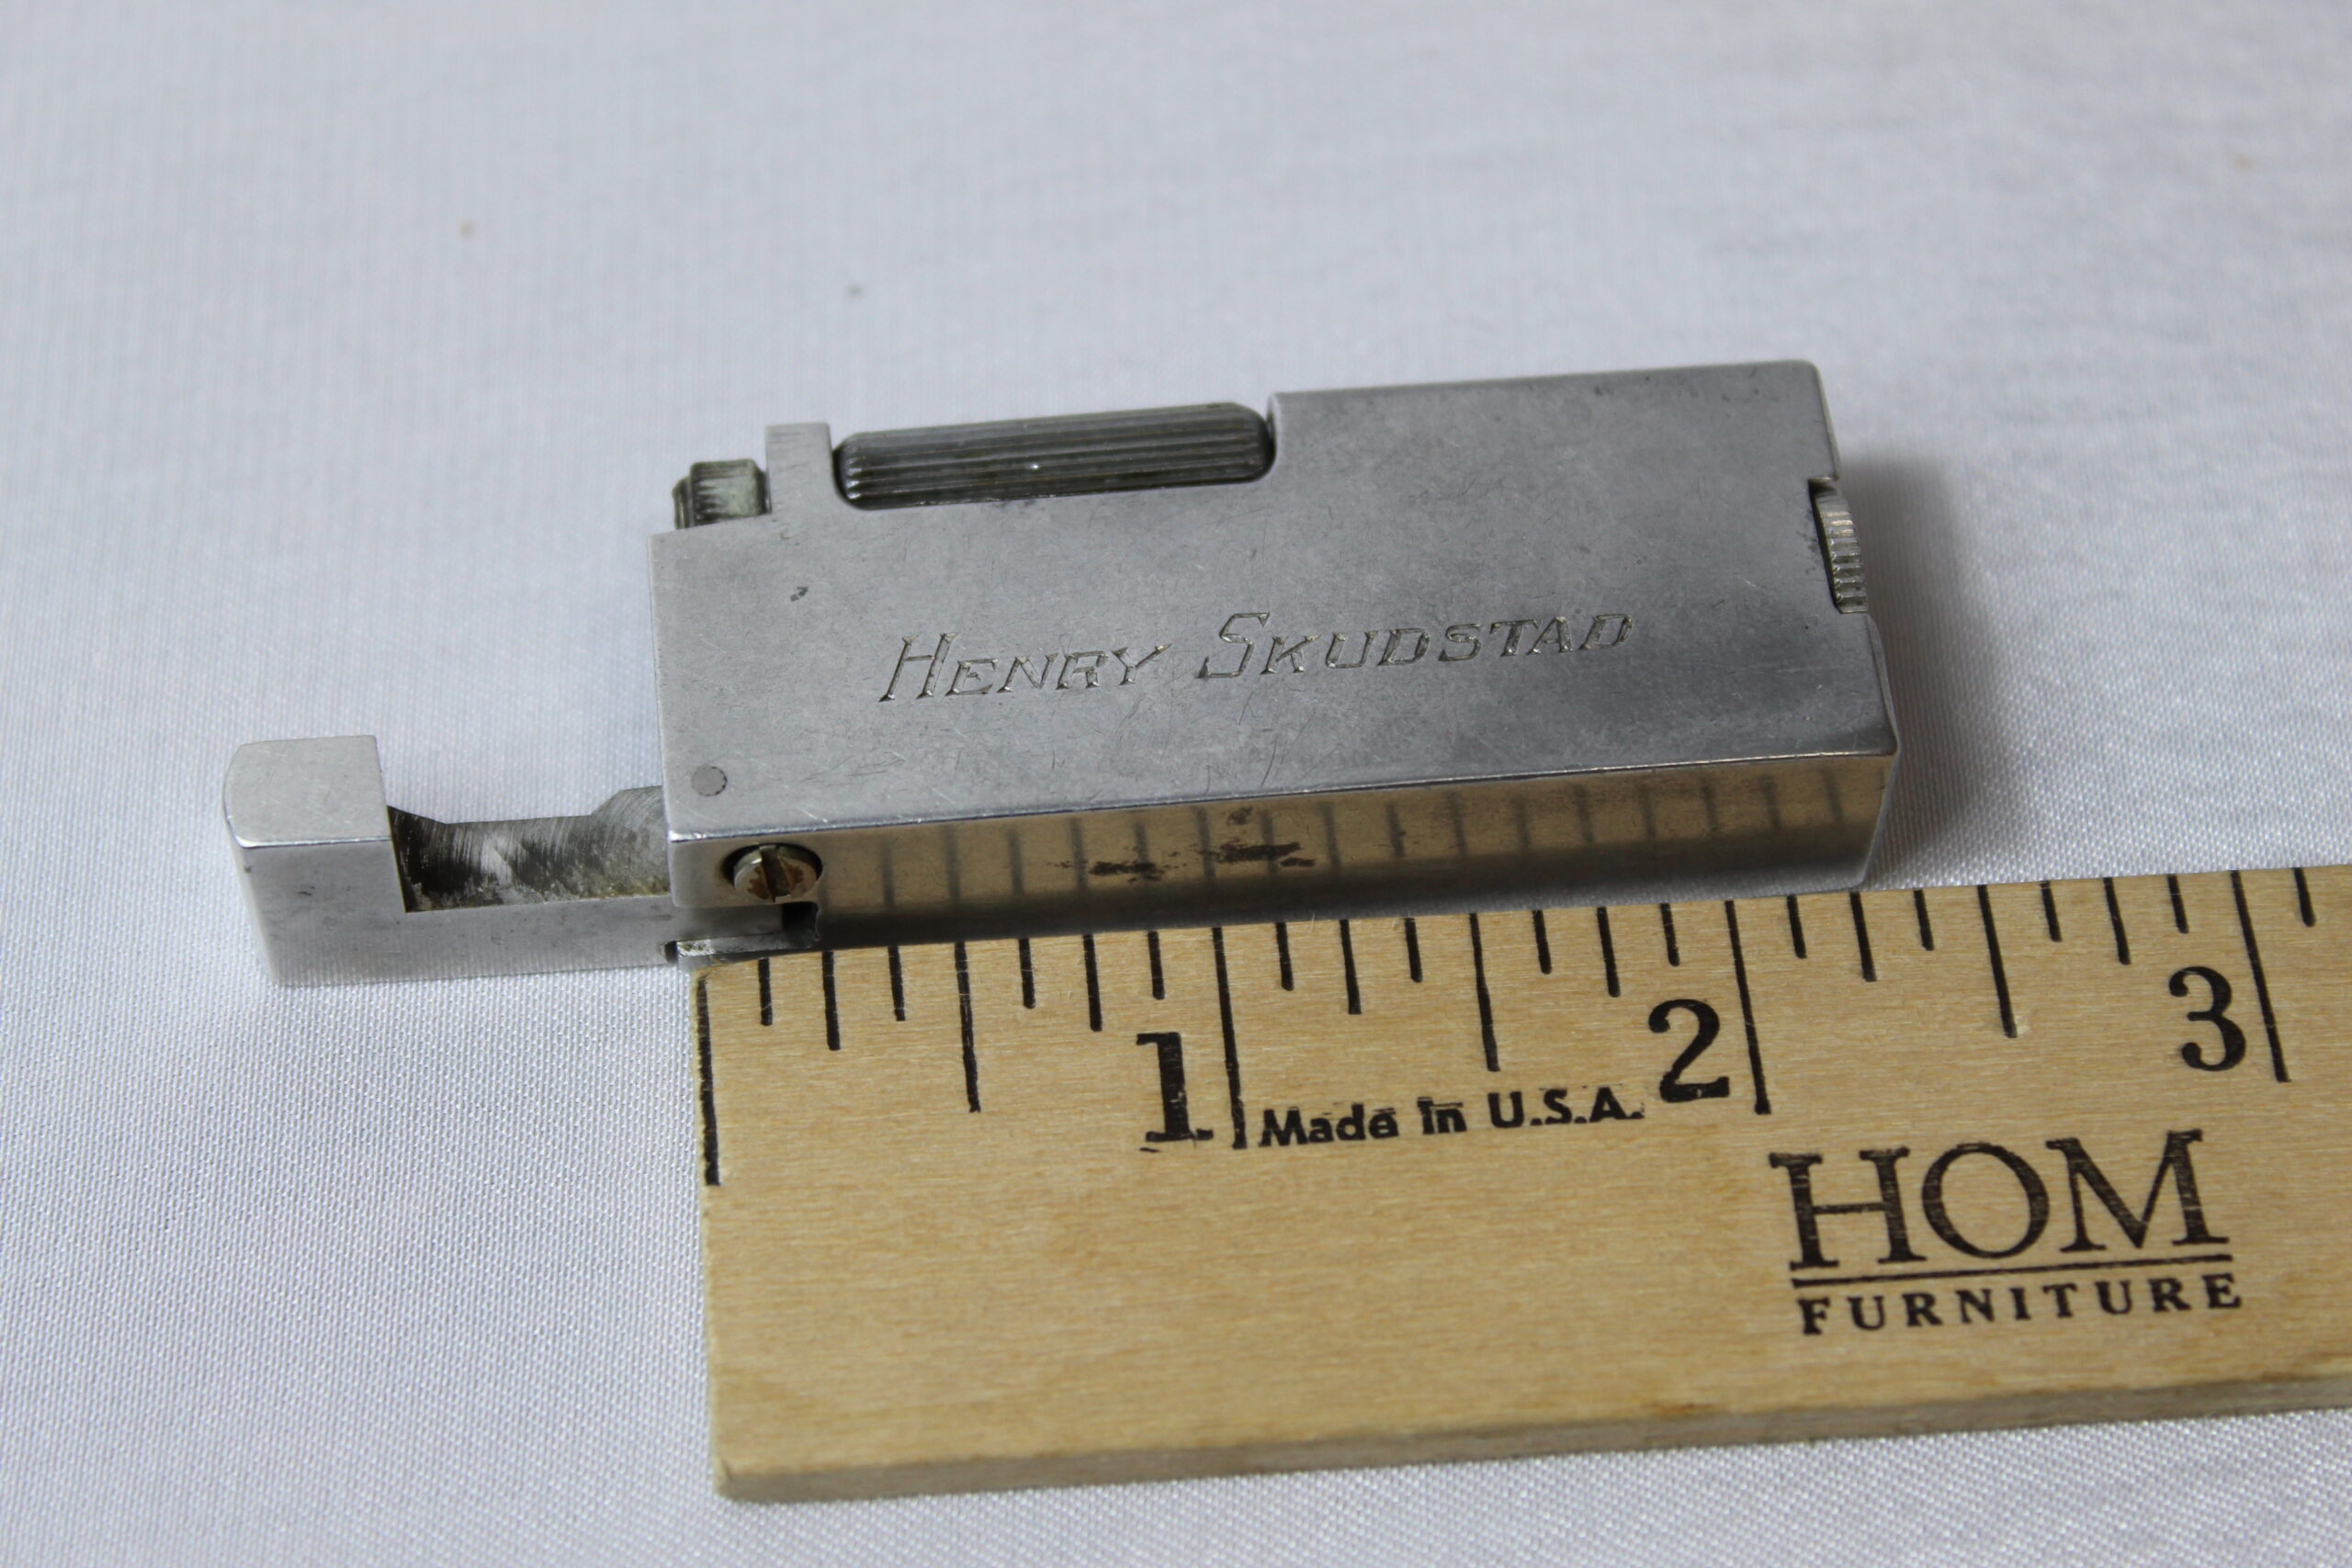 HENRY SKUDSTAD
1 2 3
Made in U.S.A.
HOM
FURNITURE